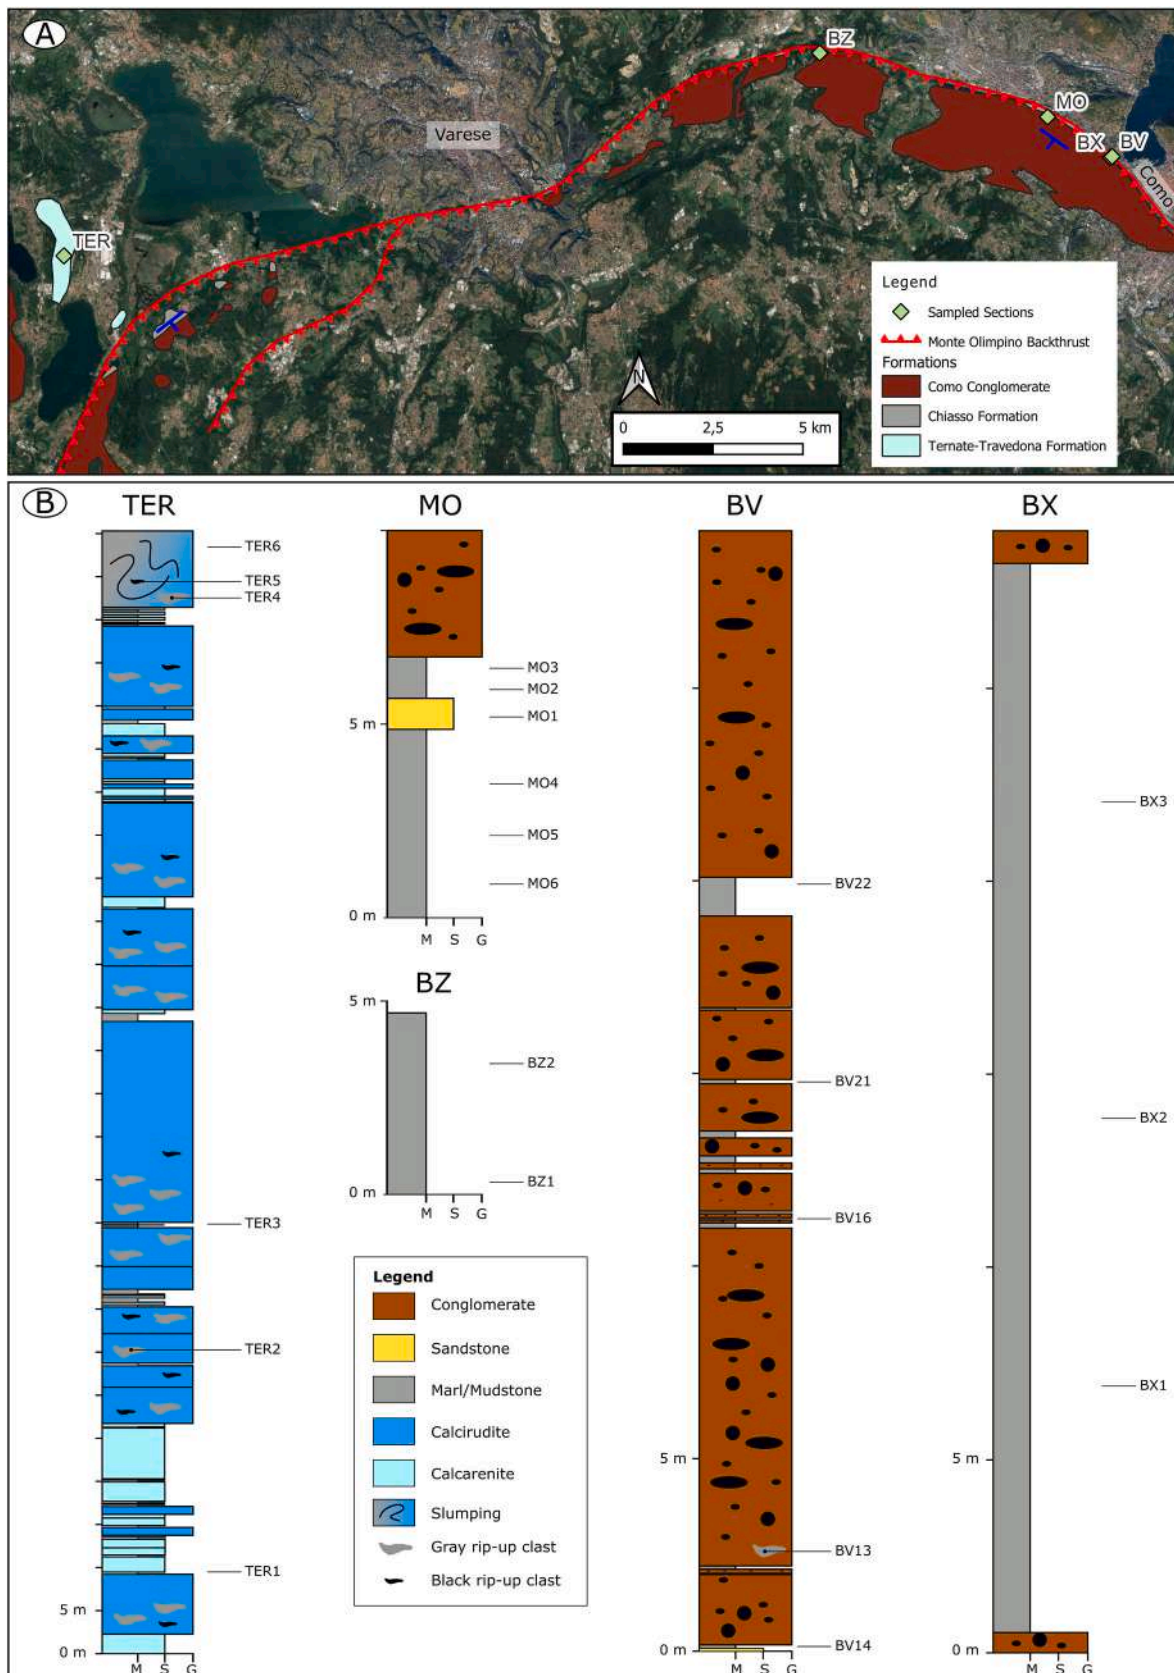 A
BZ
MO
Varese
BX BV
Como
TER
Legend
Sampled Sections
Monte Olimpino Backthrust
Formations
Como Conglomerate
Chiasso Formation
Ternate-Travedona Formation
N
0 2,5 5 km
B
TER MO BV BX
TER6
TER5
TER4
MO3
MO2
MO1
5 m
MO4
BX3
MO5
MO6
BV22
0 m
M S G
BZ
5 m
BZ2
BV21
BX2
BZ1
0 m
M S G
BV16
TER3
Legend
Conglomerate
Sandstone
TER2
Marl/Mudstone
BX1
Calcirudite
5 m
5 m
Calcarenite
Slumping
Gray rip-up clast
BV13
TER1
Black rip-up clast
5 m
0 m
0 m
BV14
0 m
M S G
M S G
M S G